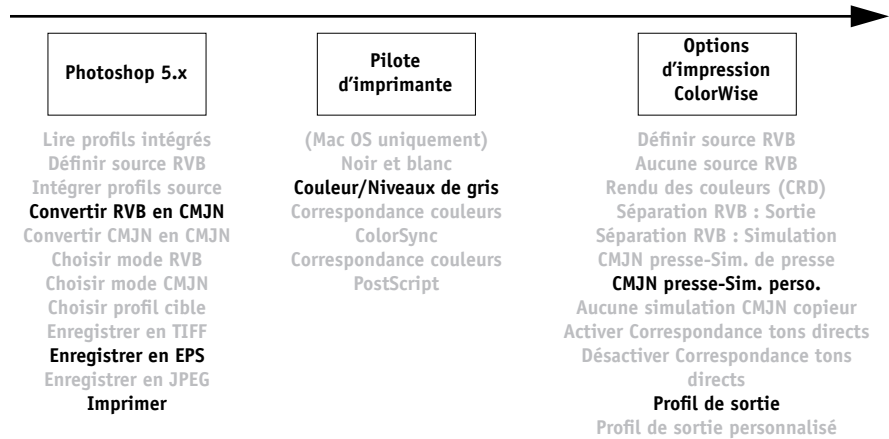 Photoshop 5.x
Lire profils intégrés
Définir source RVB
Intégrer profils source
Convertir RVB en CMJN
Convertir CMJN en CMJN
Choisir mode RVB
Choisir mode CMJN
Choisir profil cible
Enregistrer en TIFF
Enregistrer en EPS
Enregistrer en JPEG
Imprimer
Pilote
d’imprimante
(Mac OS uniquement)
Noir et blanc
Couleur/Niveaux de gris
Correspondance couleurs
ColorSync
Correspondance couleurs
PostScript
Options
d’impression
ColorWise
Définir source RVB
Aucune source RVB
Rendu des couleurs (CRD)
Séparation RVB : Sortie
Séparation RVB : Simulation
CMJN presse-Sim. de presse
CMJN presse-Sim. perso.
Aucune simulation CMJN copieur
Activer Correspondance tons directs
Désactiver Correspondance tons
directs
Profil de sortie
Profil de sortie personnalisé